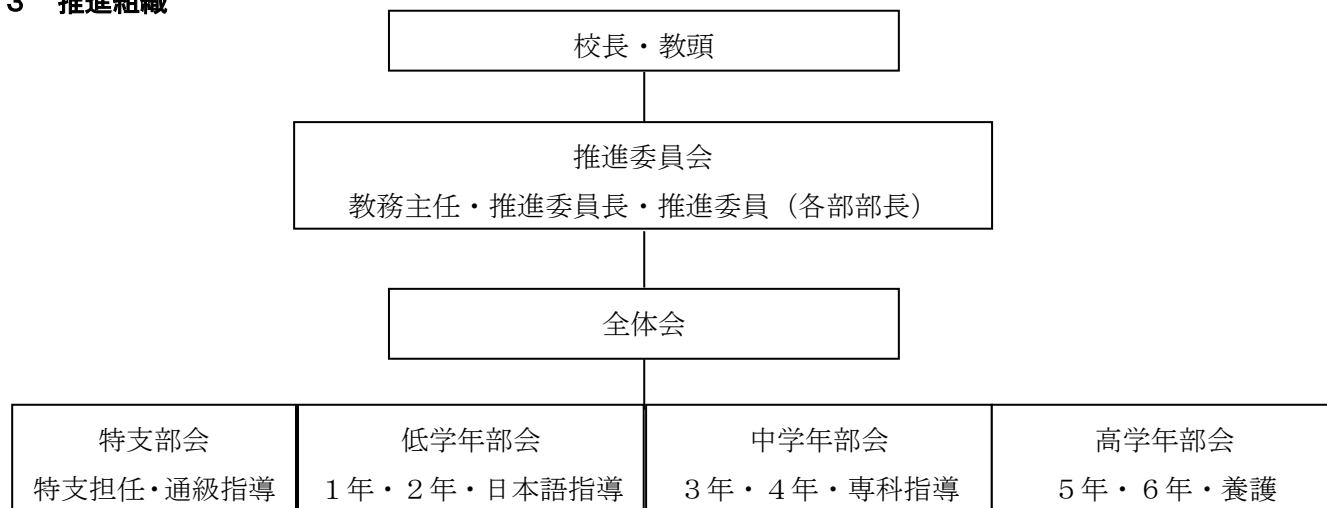 ３　推進組織
校長・教頭
推進委員会
教務主任・推進委員長・推進委員（各部部長）
全体会
特支部会
特支担任・通級指導
低学年部会
１年・２年・日本語指導
中学年部会
３年・４年・専科指導
高学年部会
５年・６年・養護